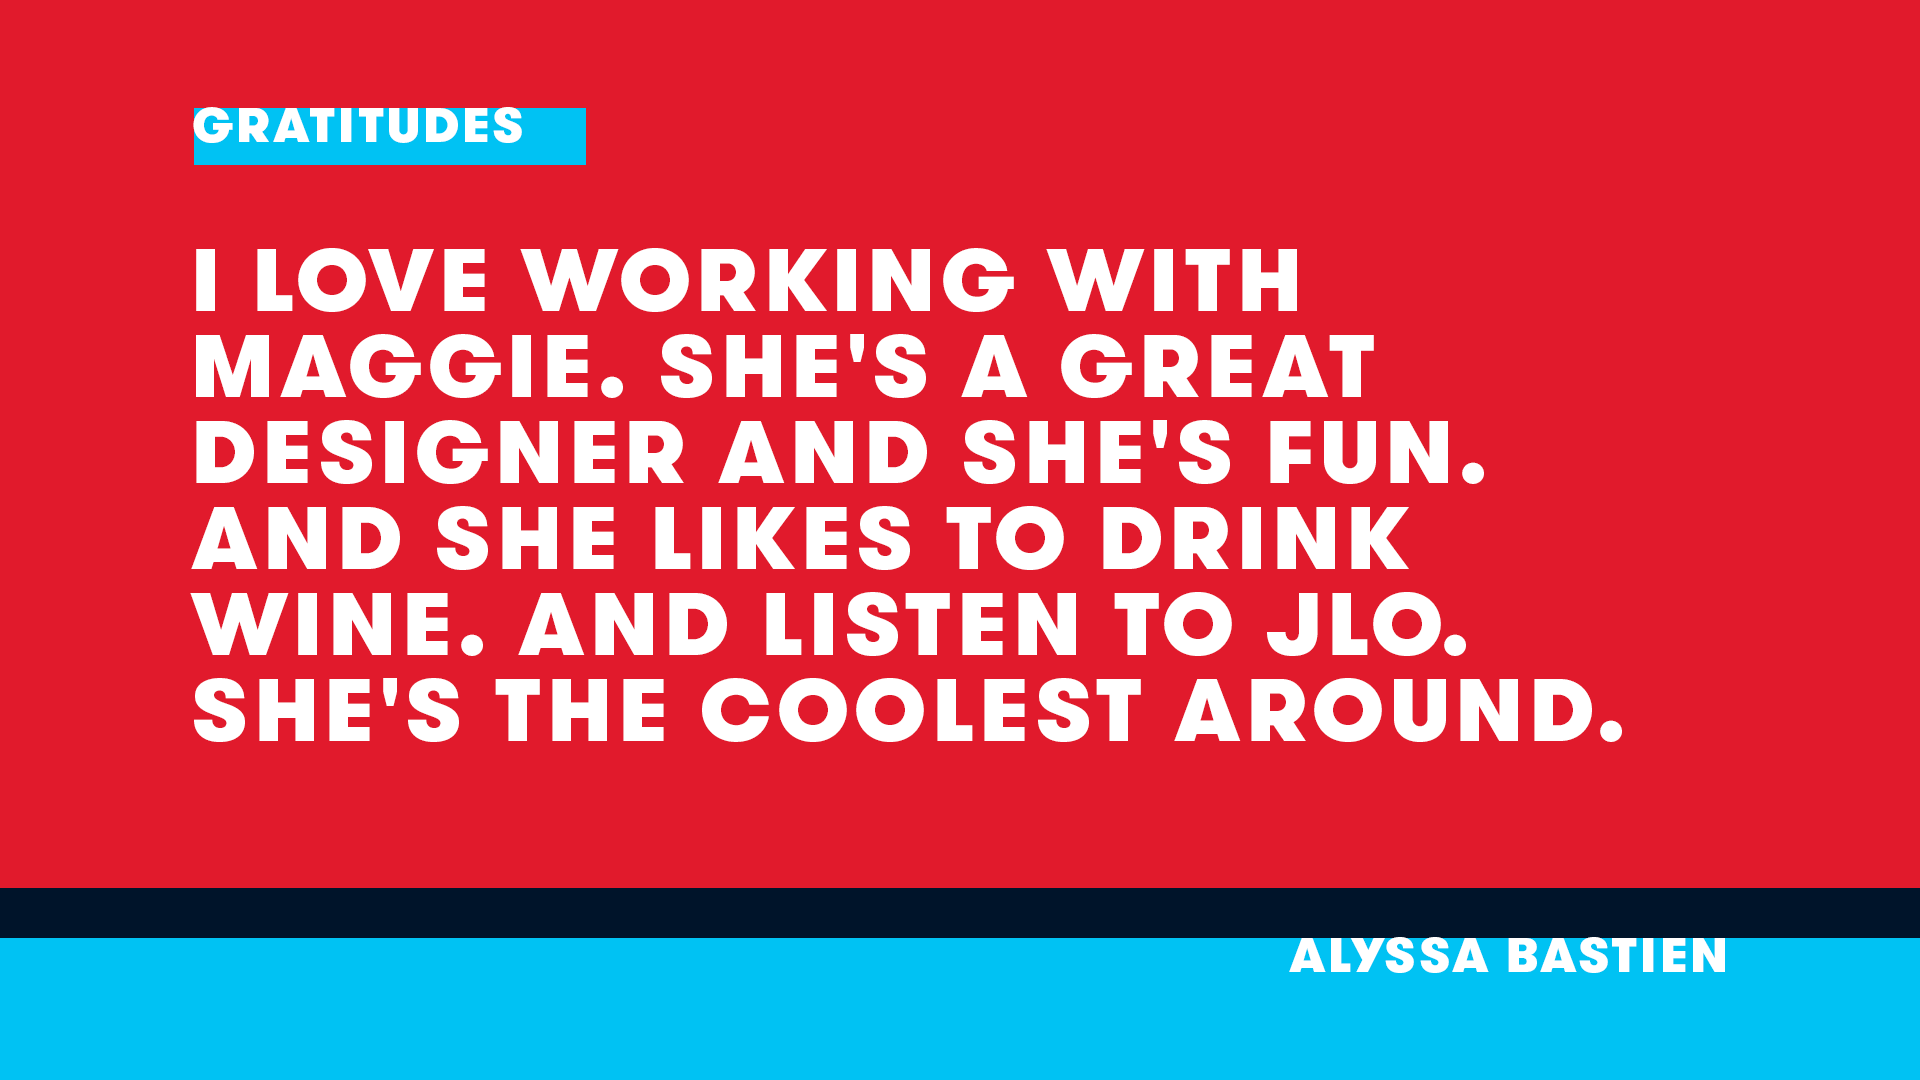 GRATITUDES
I LOVE WORKING WITH
MAGGIE. SHE'S A GREAT
DESIGNER AND SHE'S FUN.
AND SHE LIKES TO DRINK
WINE. AND LISTEN TO JLO.
SHE'S THE COOLEST AROUND.
ALYSSA BASTIEN